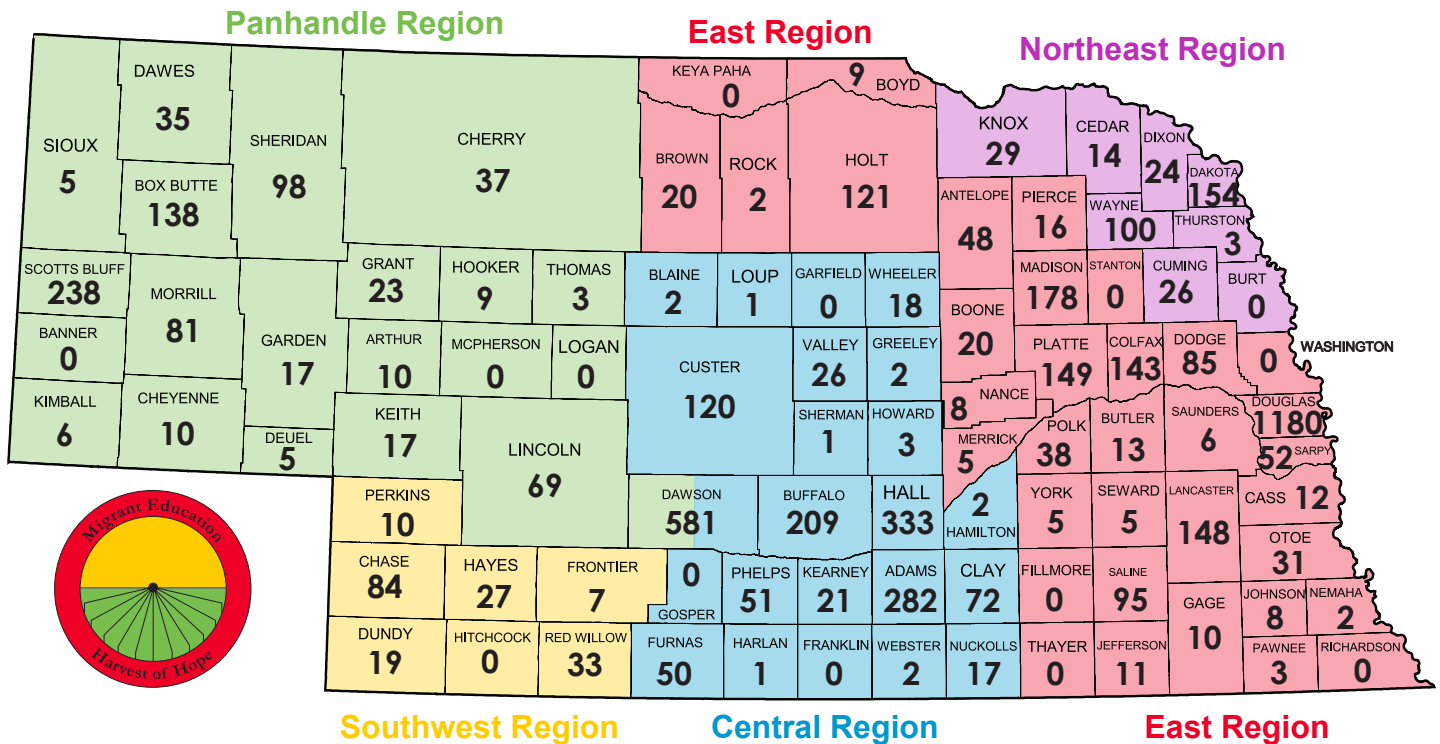 Panhandle Region
East Region
Northeast Region
DAWES
35
SIOUX
5
BOX BUTTE
138
SHERIDAN
98
CHERRY
37
KEYA PAHA
0
9 BOYD
BROWN
20
ROCK
2
HOLT
121
KNOX
29
CEDAR
14
DIXON
24
DAKOTA
154
ANTELOPE
48
PIERCE
16
WAYNE
100
THURSTON
3
SCOTTS BLUFF
238
MORRILL
81
GARDEN
17
GRANT
23
HOOKER
9
THOMAS
3
BLAINE
2
LOUP
1
GARFIELD
0
WHEELER
18
MADISON
178
STANTON
0
CUMING
26
BURT
0
BANNER
0
ARTHUR
10
MCPHERSON
0
LOGAN
0
CUSTER
120
VALLEY
26
GREELEY
2
BOONE
20
PLATTE
149
COLFAX
143
DODGE
85
0
WASHINGTON
KIMBALL
6
CHEYENNE
10
DEUEL
5
KEITH
17
LINCOLN
69
SHERMAN
1
HOWARD
3
8 NANCE
MERRICK
5
POLK
38
BUTLER
13
SAUNDERS
6
DOUGLAS
1180
52 SARPY
PERKINS
10
DAWSON
581
BUFFALO
209
HALL
333
2
HAMILTON
YORK
5
SEWARD
5
LANCASTER
148
CASS 12
OTOE
31
CHASE
84
HAYES
27
FRONTIER
7
0
GOSPER
PHELPS
51
KEARNEY
21
ADAMS
282
CLAY
72
FILLMORE
0
SALINE
95
GAGE
10
JOHNSON
8
NEMAHA
2
DUNDY
19
HITCHCOCK
0
RED WILLOW
33
FURNAS
50
HARLAN
1
FRANKLIN
0
WEBSTER
2
NUCKOLLS
17
THAYER
0
JEFFERSON
11
PAWNEE
3
RICHARDSON
0
Migrant Education
Harvest of Hope
Southwest Region
Central Region
East Region